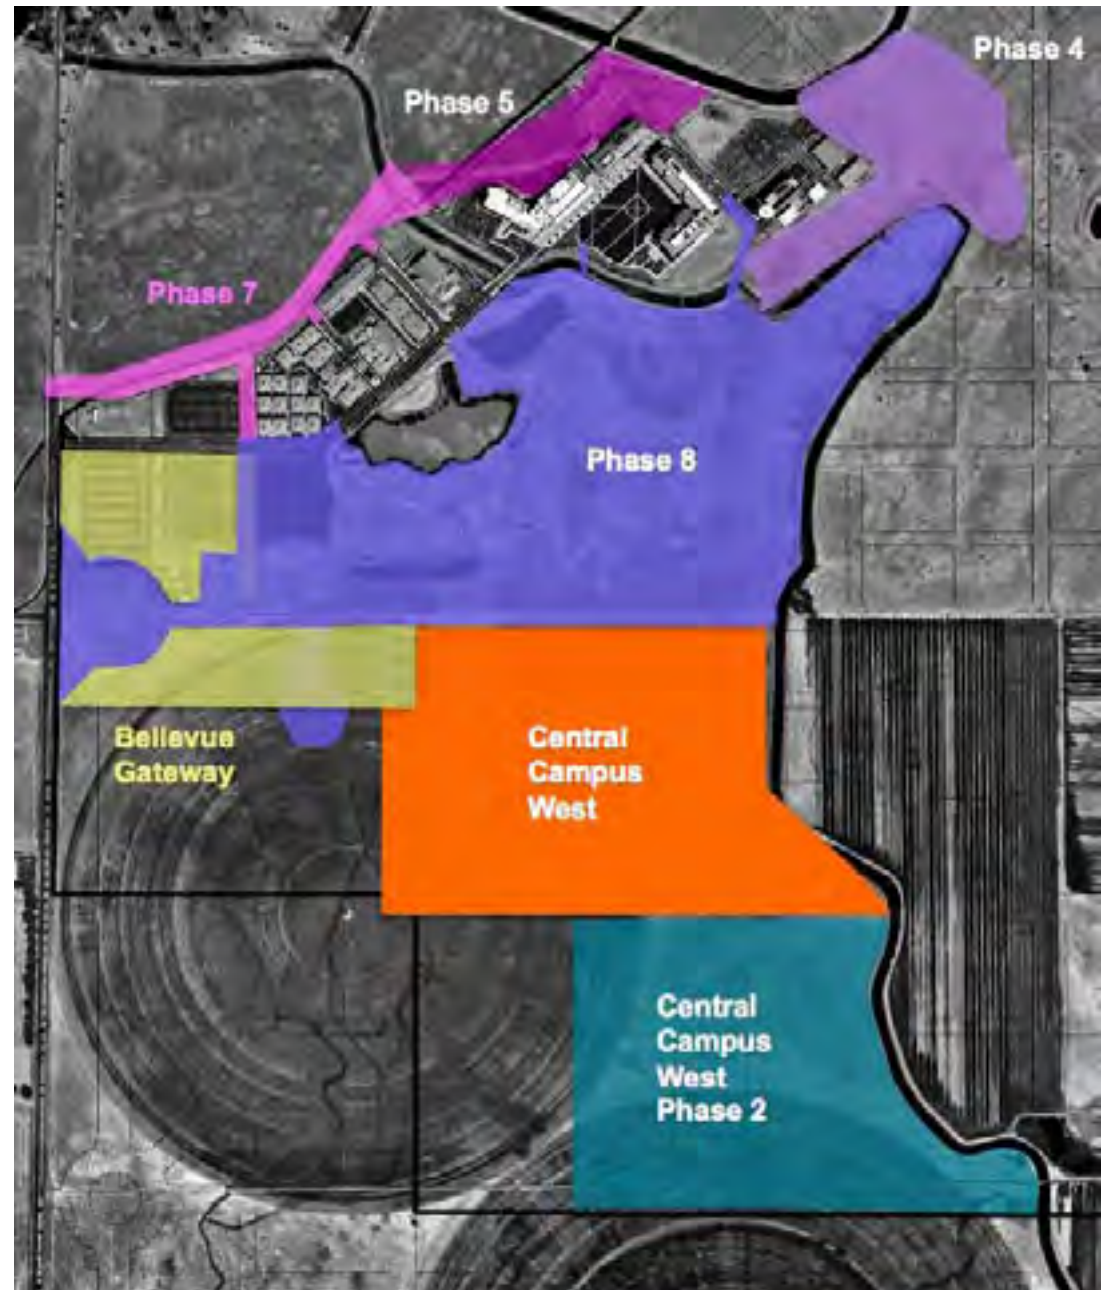 Phase 4
Phase 5
Phase 7
Phase 8
Bellevue
Gateway
Central
Campus
West
Central
Campus
West
Phase 2